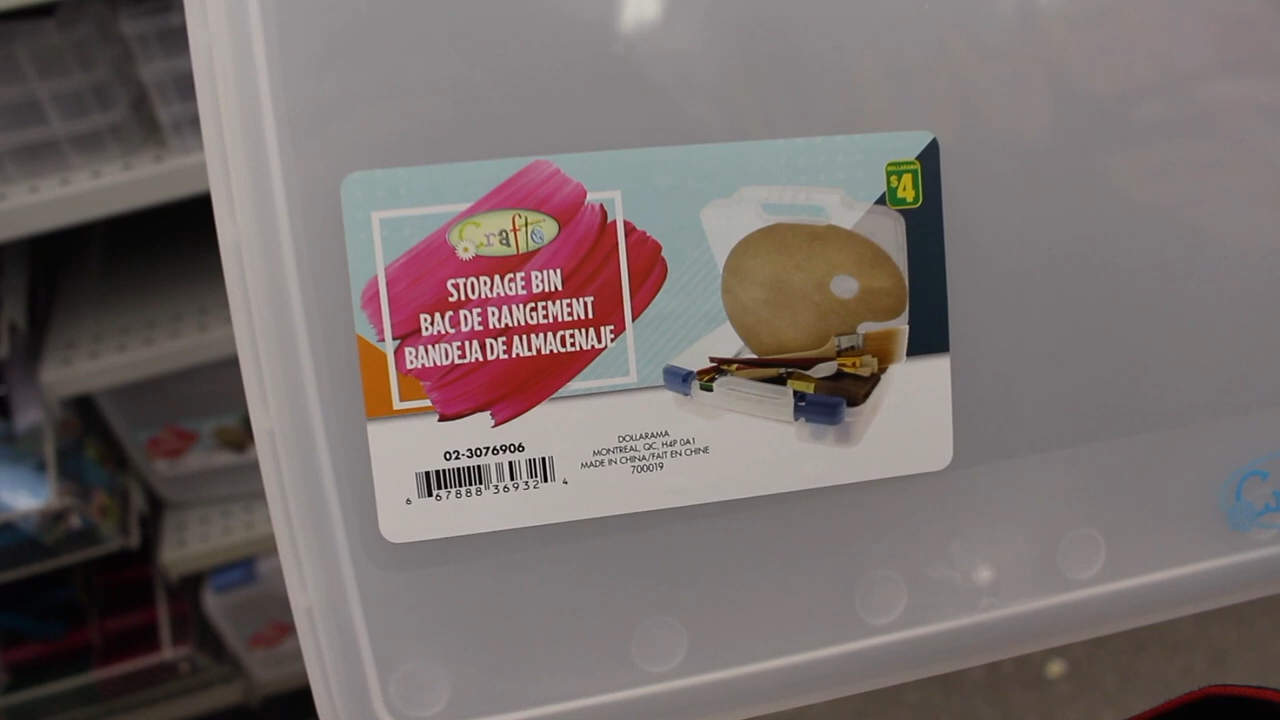 Crafts
STORAGE BIN
BAC DE RANGEMENT
BANDEJA DE ALMACENAJE
DOLLARAMA
$4
02-3076906
6 67888 36932 4
DOLLARAMA
MONTREAL, QC, H4P 0A1
MADE IN CHINA/FAIT EN CHINE
700019